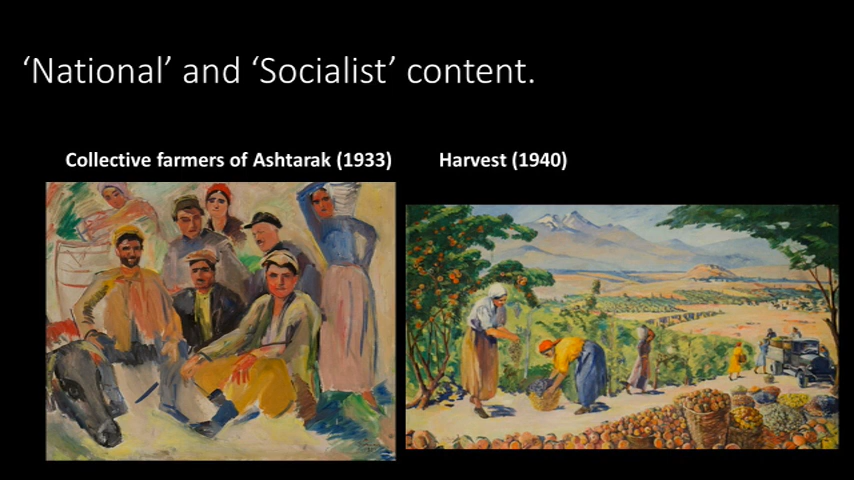 ‘National’ and ‘Socialist’ content.
Collective farmers of Ashtarak (1933)
Harvest (1940)